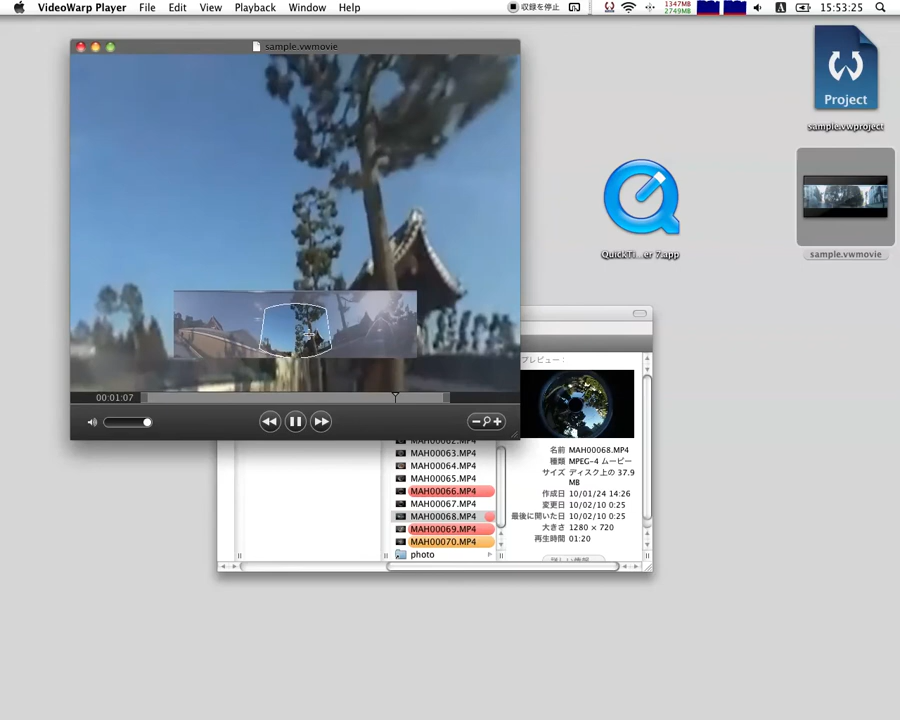 VideoWarp Player File Edit View Playback Window Help
収録を停止 1347MB 2749MB A 15:53:25
sample.vwmovie
Project
sample.vwproject
QuickTi...er 7.app
sample.vwmovie
00:01:07
プレビュー：
MAH00062.MP4
MAH00063.MP4
MAH00064.MP4
MAH00065.MP4
MAH00066.MP4
MAH00067.MP4
MAH00068.MP4
MAH00069.MP4
MAH00070.MP4
photo
名前 MAH00068.MP4
種類 MPEG-4 ムービー
サイズ ディスク上の 37.9
MB
作成日 10/01/24 14:26
変更日 10/02/10 0:25
最後に開いた日 10/02/10 0:25
大きさ 1280 × 720
再生時間 01:20